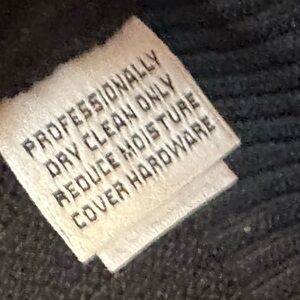 PROFESSIONALLY
DRY CLEAN ONLY
REDUCE MOISTURE
COVER HARDWARE